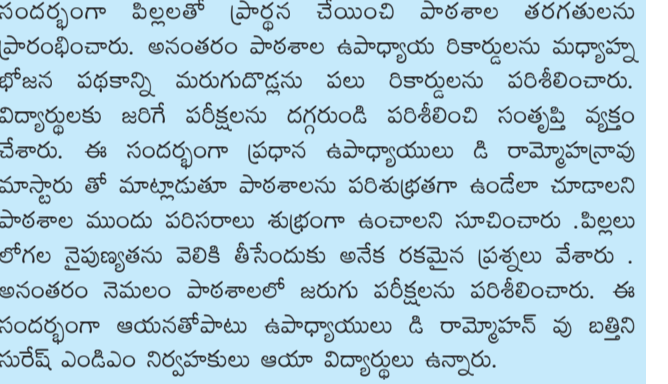 సందర్భంగా పిల్లలతో ప్రార్థన చేయించి పాఠశాల తరగతులను
ప్రారంభించారు. అనంతరం పాఠశాల ఉపాధ్యాయ రికార్డులను మధ్యాహ్న
భోజన పథకాన్ని మరుగుదొడ్లను పలు రికార్డులను పరిశీలించారు.
విద్యార్థులకు జరిగే పరీక్షలను దగ్గరుండి పరిశీలించి సంతృప్తి వ్యక్తం
చేశారు. ఈ సందర్భంగా ప్రధాన ఉపాధ్యాయులు డి రామ్మోహన్రావు
మాస్టారు తో మాట్లాడుతూ పాఠశాలను పరిశుభ్రతగా ఉండేలా చూడాలని
పాఠశాల ముందు పరిసరాలు శుభ్రంగా ఉంచాలని సూచించారు .పిల్లలు
లోగల నైపుణ్యతను వెలికి తీసేందుకు అనేక రకమైన ప్రశ్నలు వేశారు .
అనంతరం నెమలం పాఠశాలలో జరుగు పరీక్షలను పరిశీలించారు. ఈ
సందర్భంగా ఆయనతోపాటు ఉపాధ్యాయులు డి రామ్మోహన్ వు బత్తిని
సురేష్ ఎండిఎం నిర్వహకులు ఆయా విద్యార్థులు ఉన్నారు.